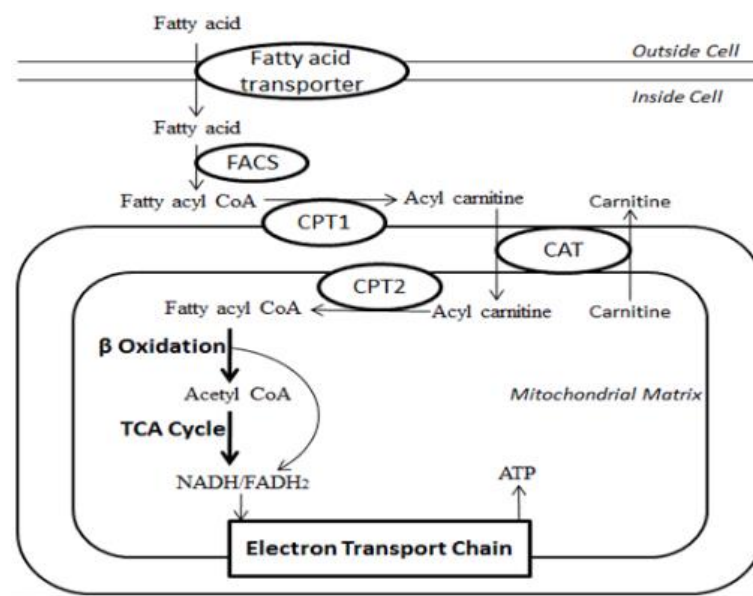 Fatty acid
Outside Cell
Fatty acid
transporter
Inside Cell
Fatty acid
FACS
Fatty acyl CoA
Acyl carnitine
Carnitine
CPT1
CAT
CPT2
Fatty acyl CoA
Acyl carnitine
Carnitine
β Oxidation
Acetyl CoA
Mitochondrial Matrix
TCA Cycle
NADH/FADH2
ATP
Electron Transport Chain